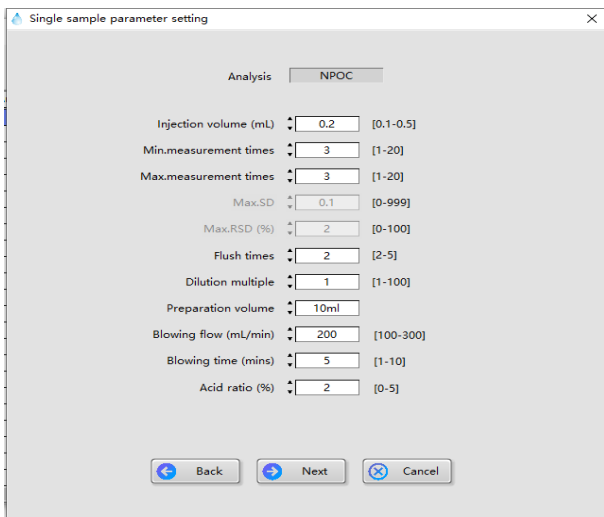 Single sample parameter setting
Analysis NPOC
Injection volume (mL) 0.2 [0.1-0.5]
Min.measurement times 3 [1-20]
Max.measurement times 3 [1-20]
Max.SD 0.1 [0-999]
Max.RSD (%) 2 [0-100]
Flush times 2 [2-5]
Dilution multiple 1 [1-100]
Preparation volume 10ml
Blowing flow (mL/min) 200 [100-300]
Blowing time (mins) 5 [1-10]
Acid ratio (%) 2 [0-5]
Back Next Cancel